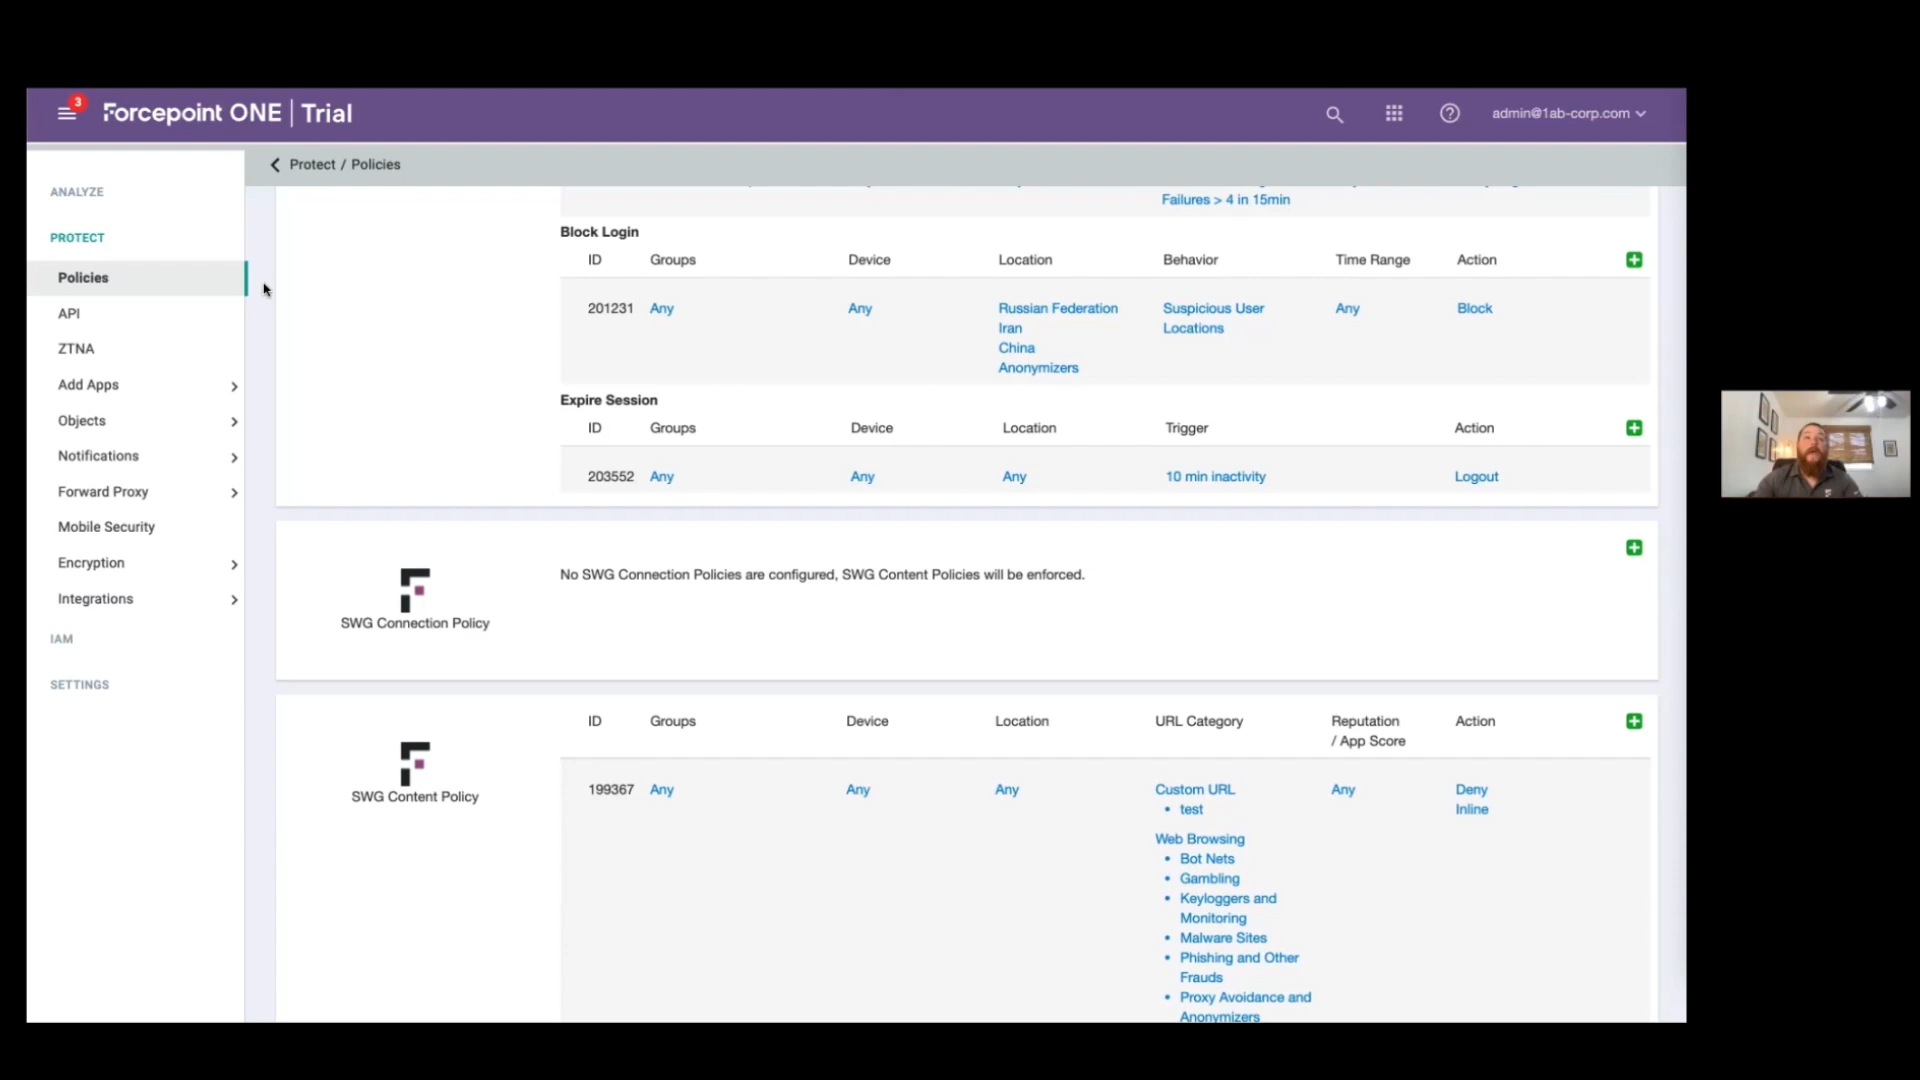 3
Forcepoint ONE | Trial
admin@1ab-corp.com
Protect / Policies
ANALYZE
PROTECT
Policies
API
ZTNA
Add Apps
Objects
Notifications
Forward Proxy
Mobile Security
Encryption
Integrations
IAM
SETTINGS
Failures > 4 in 15min
Block Login
ID Groups Device Location Behavior Time Range Action
201231 Any Any Russian Federation Suspicious User Any Block
Iran Locations
China
Anonymizers
Expire Session
ID Groups Device Location Trigger Action
203552 Any Any Any 10 min inactivity Logout
No SWG Connection Policies are configured, SWG Content Policies will be enforced.
SWG Connection Policy
ID Groups Device Location URL Category Reputation Action
/ App Score
SWG Content Policy
199367 Any Any Any Custom URL Any Deny
• test Inline
Web Browsing
• Bot Nets
• Gambling
• Keyloggers and
Monitoring
• Malware Sites
• Phishing and Other
Frauds
• Proxy Avoidance and
Anonymizers